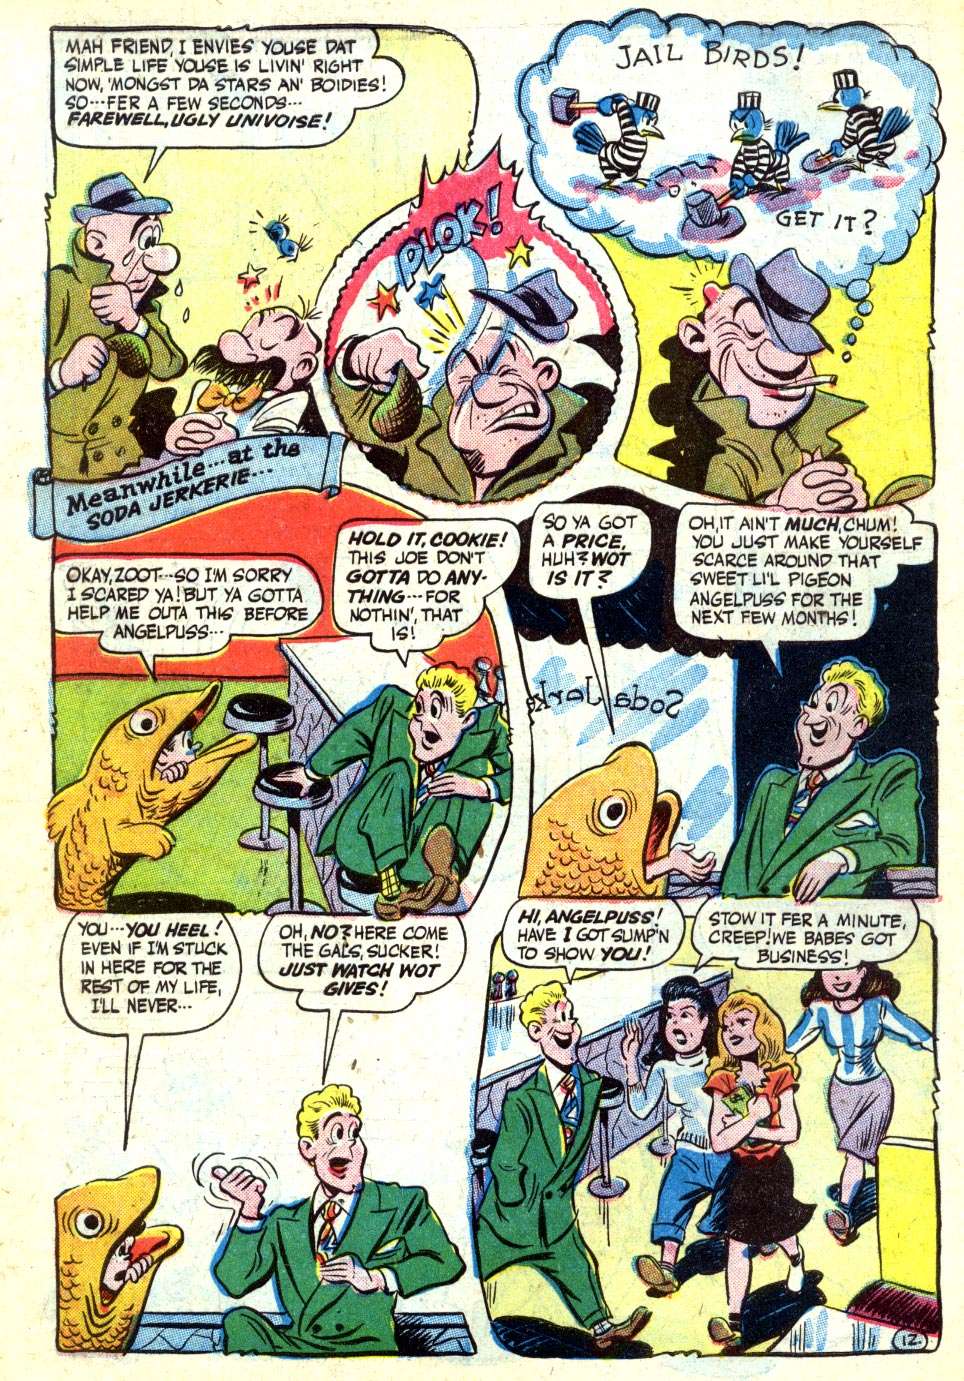 MAH FRIEND, I ENVIES YOUSE DAT
SIMPLE LIFE YOUSE IS LIVIN' RIGHT
NOW, 'MONGST DA STARS AN' BOIDIES!
SO---FER A FEW SECONDS---
FAREWELL, UGLY UNIVOISE!
PLOK!
JAIL BIRDS!
GET IT?
Meanwhile---at the
SODA JERKERIE---
OKAY, ZOOT---SO I'M SORRY
I SCARED YA! BUT YA GOTTA
HELP ME OUTA THIS BEFORE
ANGELPUSS---
HOLD IT, COOKIE!
THIS JOE DON'T
GOTTA DO ANY-
THING---FOR
NOTHIN', THAT
IS!
SO YA GOT
A PRICE,
HUH? WOT
IS IT?
OH, IT AIN'T MUCH, CHUM!
YOU JUST MAKE YOURSELF
SCARCE AROUND THAT
SWEET LI'L PIGEON
ANGELPUSS FOR THE
NEXT FEW MONTHS!
Soda Jerke
YOU---YOU HEEL!
EVEN IF I'M STUCK
IN HERE FOR THE
REST OF MY LIFE,
I'LL NEVER---
OH, NO? HERE COME
THE GALS, SUCKER!
JUST WATCH WOT
GIVES!
HI, ANGELPUSS!
HAVE I GOT SUMP'N
TO SHOW YOU!
STOW IT FER A MINUTE,
CREEP! WE BABES GOT
BUSINESS!
12